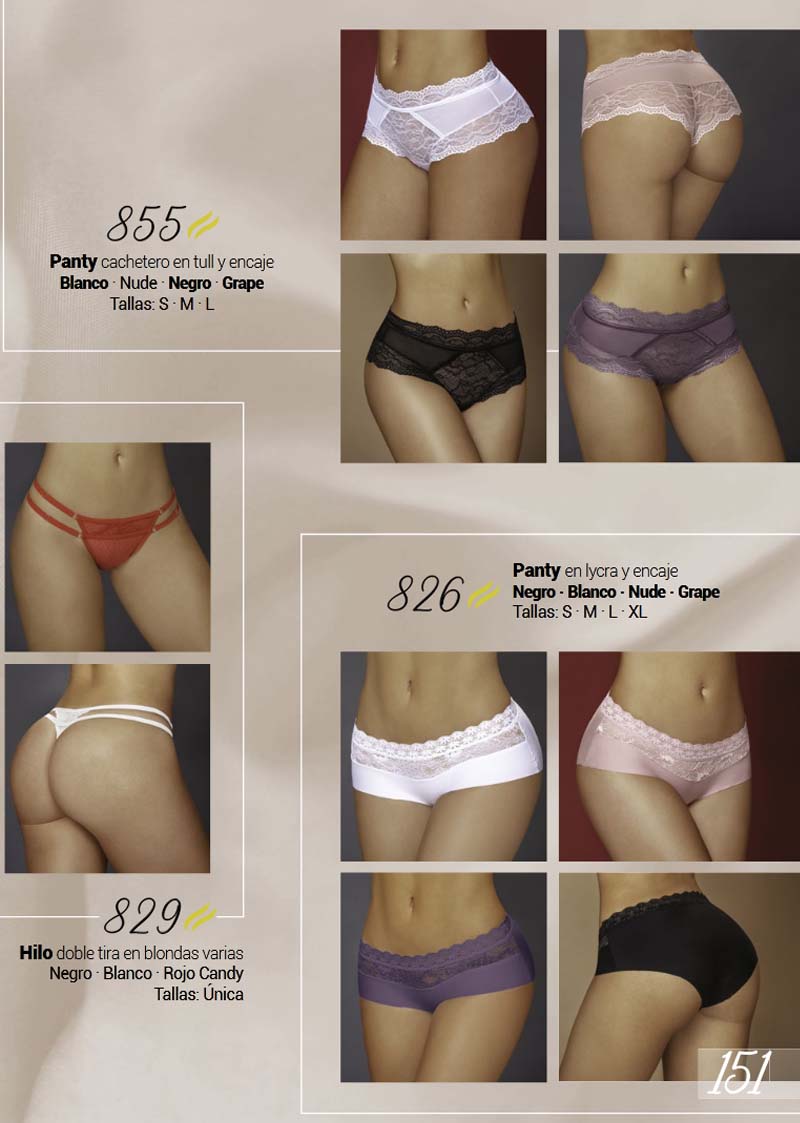 855
Panty cachetero en tull y encaje
Blanco · Nude · Negro · Grape
Tallas: S · M · L
826
Panty en lycra y encaje
Negro · Blanco · Nude · Grape
Tallas: S · M · L · XL
829
Hilo doble tira en blondas varias
Negro · Blanco · Rojo Candy
Tallas: Única
151